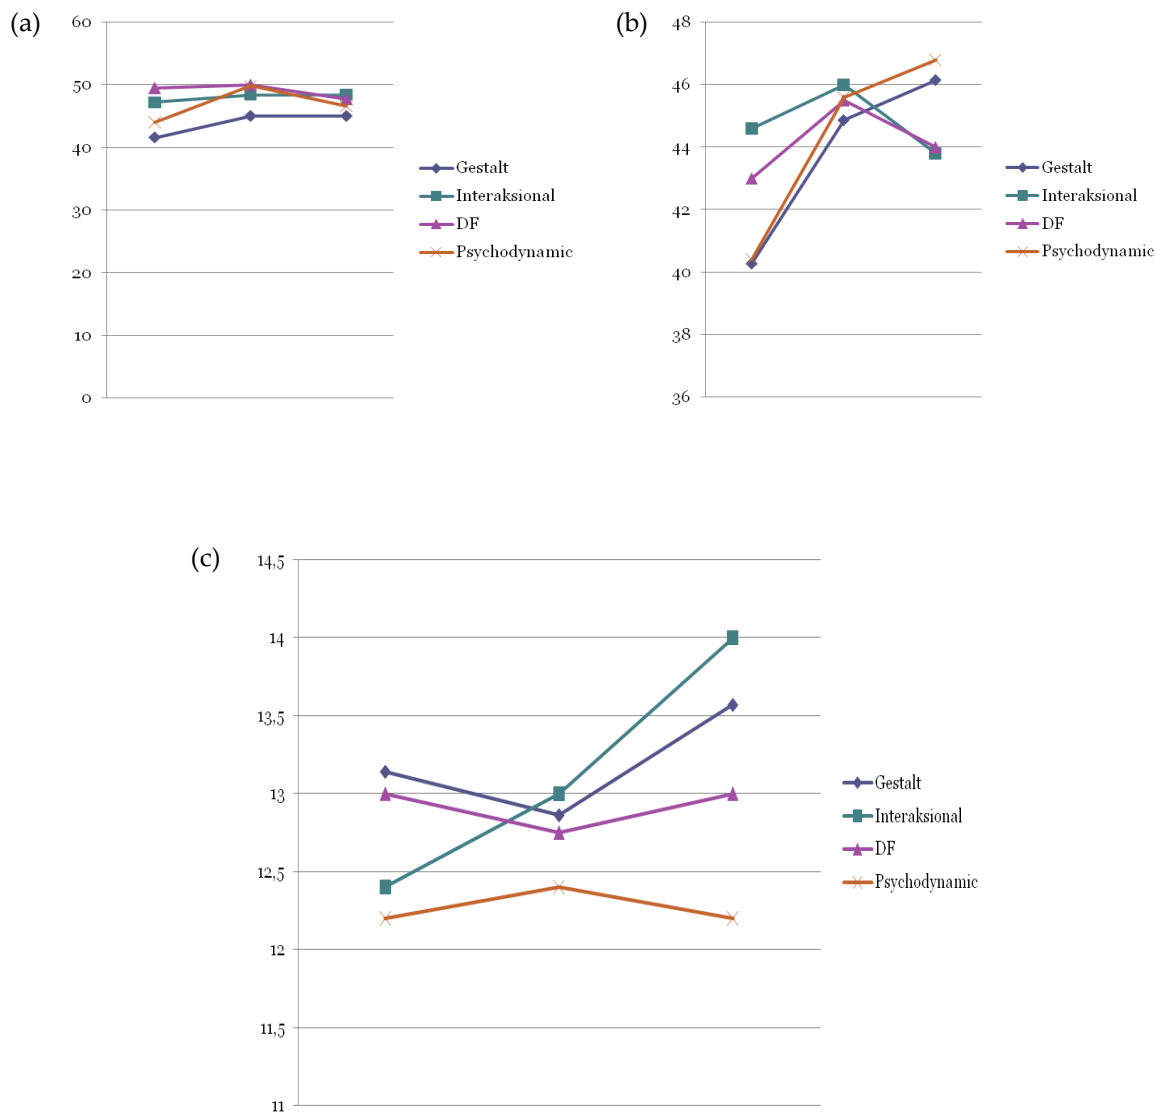 (a)
60
50
40
30
20
10
0
Gestalt
Interaksional
DF
Psychodynamic
(b)
48
46
44
42
40
38
36
Gestalt
Interaksional
DF
Psychodynamic
(c)
14,5
14
13,5
13
12,5
12
11,5
11
Gestalt
Interaksional
DF
Psychodynamic